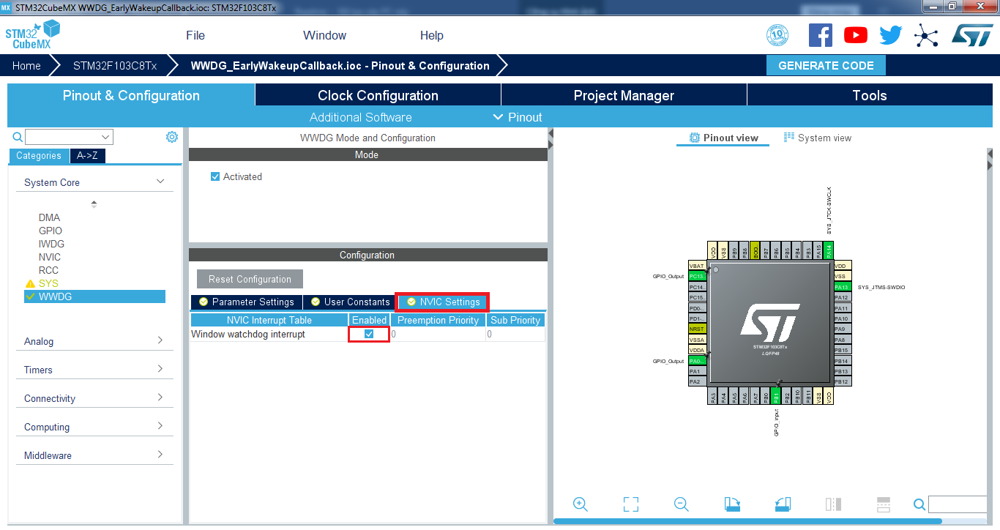 MX STM32CubeMX WWDG_EarlyWakeupCallback.ioc: STM32F103C8Tx
STM32
CubeMX
File Window Help
10
Home STM32F103C8Tx WWDG_EarlyWakeupCallback.ioc - Pinout & Configuration GENERATE CODE
Pinout & Configuration Clock Configuration Project Manager Tools
Additional Software Pinout
Categories A->Z
System Core
DMA
GPIO
IWDG
NVIC
RCC
SYS
WWDG
Analog
Timers
Connectivity
Computing
Middleware
WWDG Mode and Configuration
Mode
Activated
Configuration
Reset Configuration
Parameter Settings User Constants NVIC Settings
NVIC Interrupt Table Enabled Preemption Priority Sub Priority
Window watchdog interrupt 0 0
Pinout view System view
SYS_JTCK-SWCLK
VDD VSS PB9 PB8 BOO.. PB7 PB6 PB5 PB4 PB3 PA15 PA14
VBAT VDD
GPIO_Output PC13.. VSS
PC14.. PA13 SYS_JTMS-SWDIO
PC15.. PA12
PD0-.. PA11
PD1-.. PA10
NRST PA9
VSSA PA8
VDDA PB15
GPIO_Output PA0-.. PB14
PA1 PB13
PA2 PB12
ST
STM32F103C8Tx
LQFP48
PA3 PA4 PA5 PA6 PA7 PB0 PB1 PB2 PB10 PB11 VSS VDD
GPIO_Input